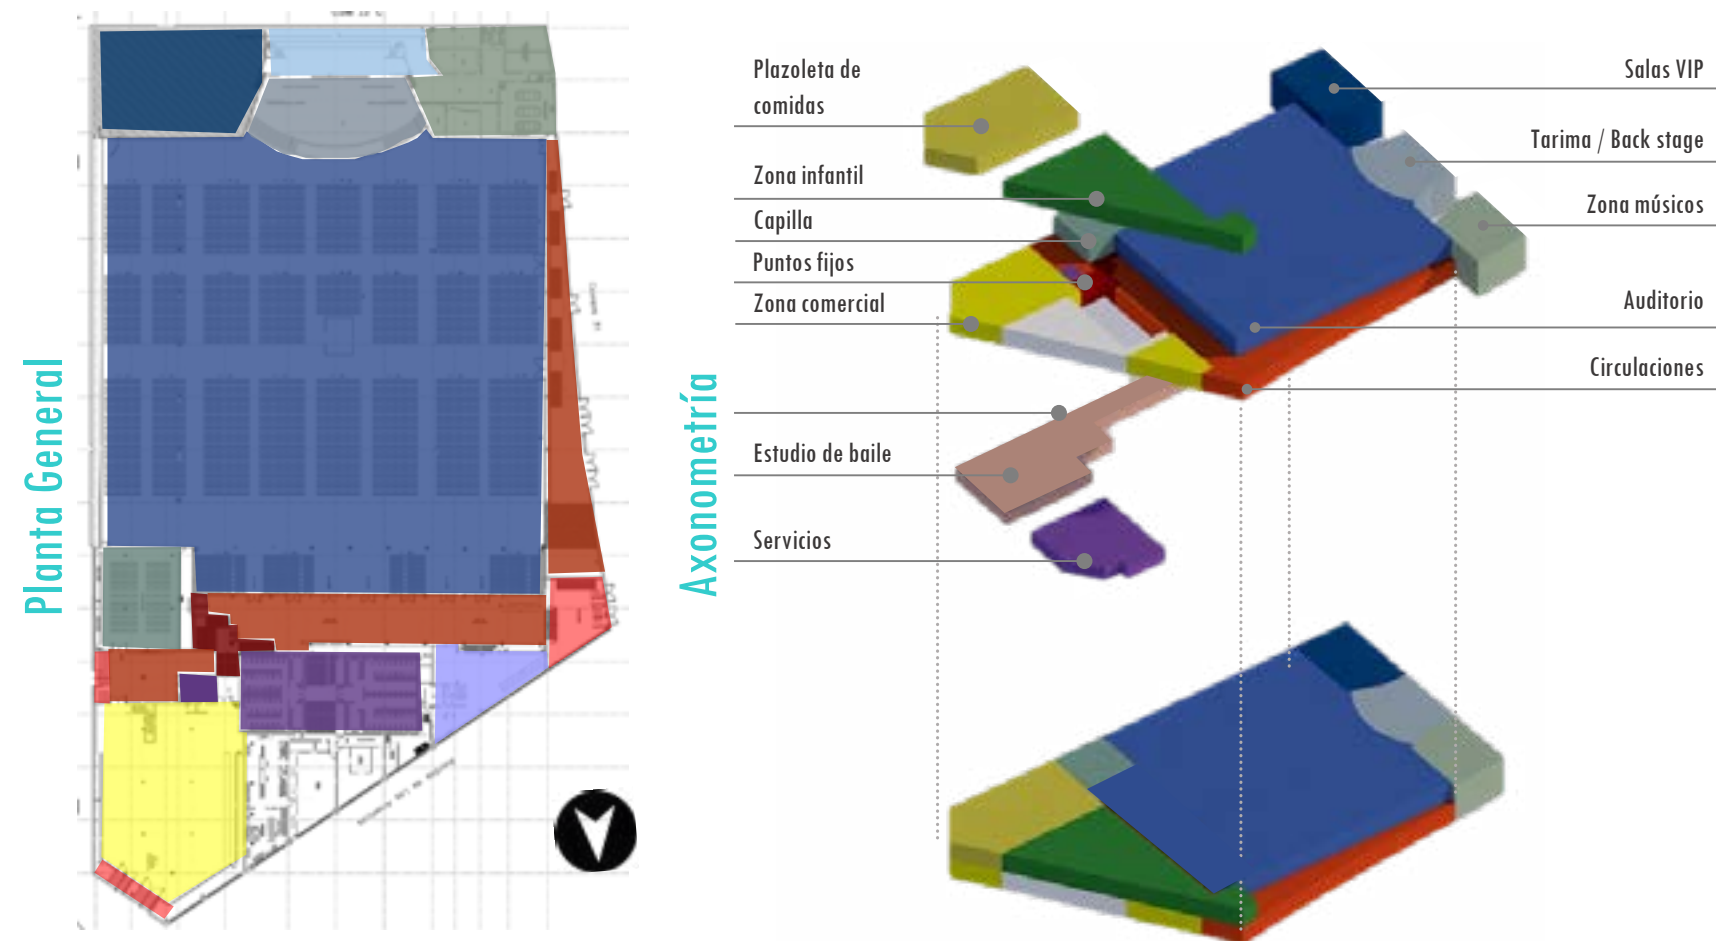 Planta General
Axonometría
Plazoleta de
comidas
Zona infantil
Capilla
Puntos fijos
Zona comercial
Estudio de baile
Servicios
Salas VIP
Tarima / Back stage
Zona músicos
Auditorio
Circulaciones